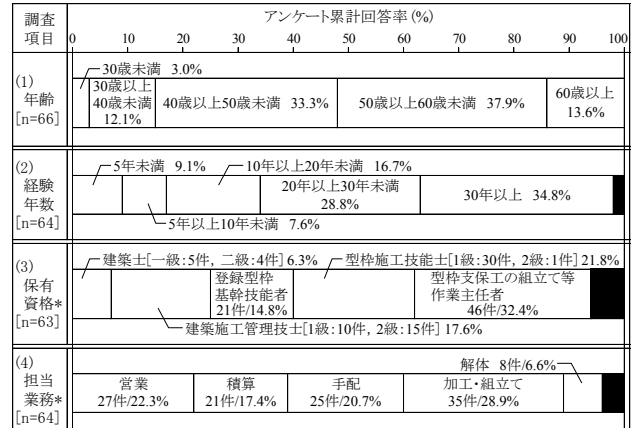 調査
項目
アンケート累計回答率(%)
0 10 20 30 40 50 60 70 80 90 100
(1)
年齢
[n=66]
30歳未満 3.0%
30歳以上
40歳未満
12.1%
40歳以上50歳未満 33.3%
50歳以上60歳未満 37.9%
60歳以上
13.6%
(2)
経験
年数
[n=64]
5年未満 9.1%
10年以上20年未満 16.7%
20年以上30年未満
28.8%
30年以上 34.8%
5年以上10年未満 7.6%
(3)
保有
資格*
[n=63]
建築士[一級:5件, 二級:4件] 6.3%
型枠施工技能士[1級:30件, 2級:1件] 21.8%
登録型枠
基幹技能者
21件/14.8%
型枠支保工の組立て等
作業主任者
46件/32.4%
建築施工管理技士[1級:10件, 2級:15件] 17.6%
(4)
担当
業務*
[n=64]
解体 8件/6.6%
営業
27件/22.3%
積算
21件/17.4%
手配
25件/20.7%
加工・組立て
35件/28.9%